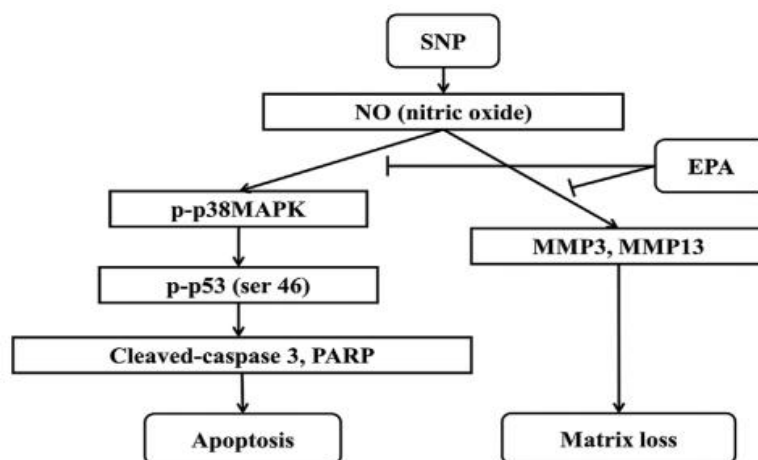 SNP
NO (nitric oxide)
EPA
p-p38MAPK
MMP3, MMP13
p-p53 (ser 46)
Cleaved-caspase 3, PARP
Apoptosis
Matrix loss